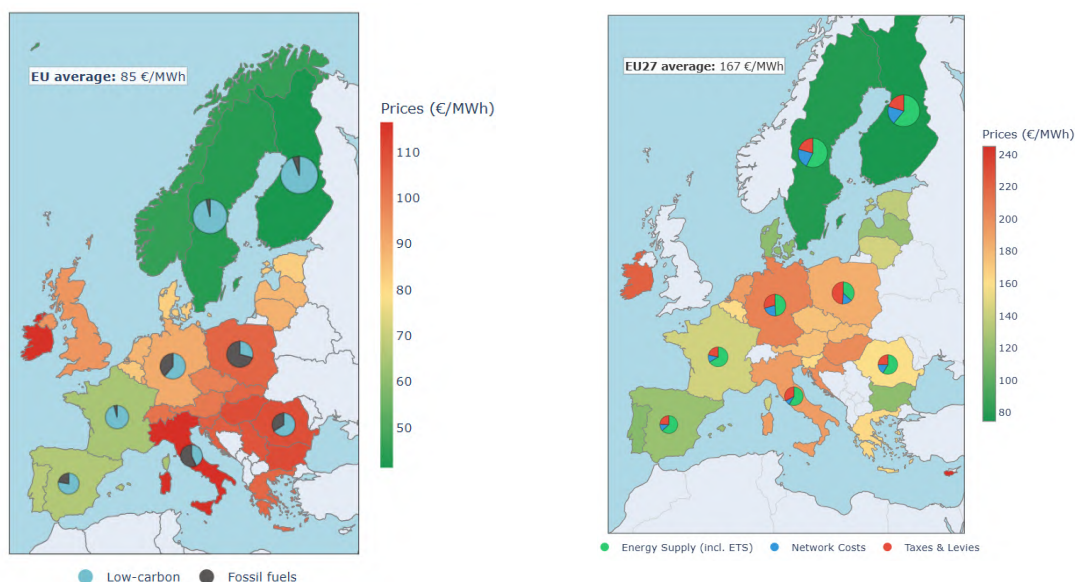 EU average: 85 €/MWh
Prices (€/MWh)
110
100
90
80
70
60
50
Low-carbon
Fossil fuels
EU27 average: 167 €/MWh
Prices (€/MWh)
240
220
200
180
160
140
120
100
80
Energy Supply (incl. ETS)
Network Costs
Taxes & Levies